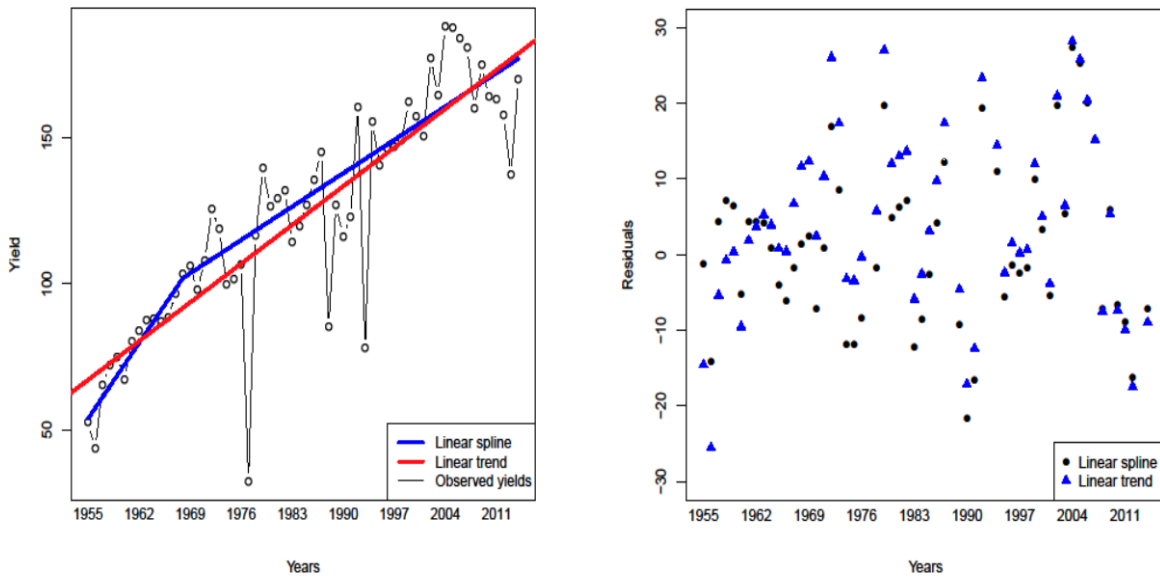 Yield
150
100
50
1955 1962 1969 1976 1983 1990 1997 2004 2011
Years
Linear spline
Linear trend
Observed yields
Residuals
30
20
10
0
−10
−20
−30
1955 1962 1969 1976 1983 1990 1997 2004 2011
Years
Linear spline
Linear trend